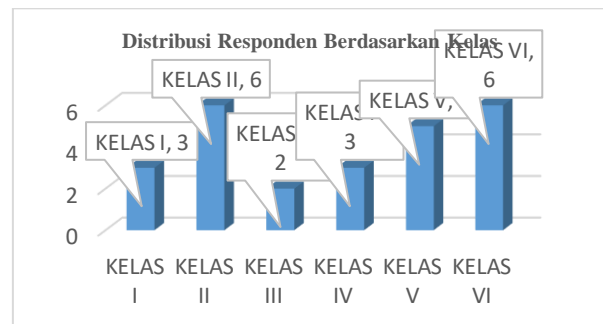 Distribusi Responden Berdasarkan Kelas
KELAS I, 3
KELAS II, 6
KELAS
2
KELAS
3
KELAS V,
KELAS VI,
6
6
4
2
0
KELAS
I
KELAS
II
KELAS
III
KELAS
IV
KELAS
V
KELAS
VI